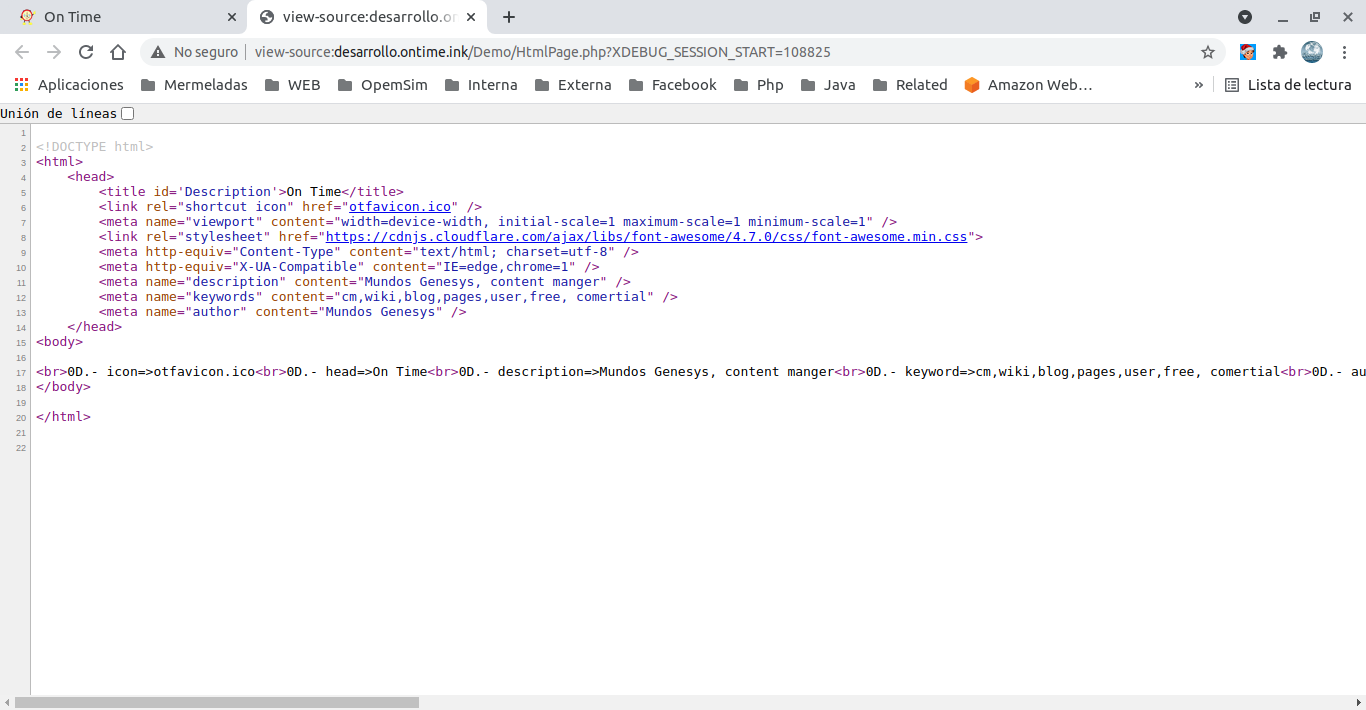 On Time
view-source:desarrollo.on
No seguro view-source:desarrollo.ontime.ink/Demo/HtmlPage.php?XDEBUG_SESSION_START=108825
Aplicaciones Mermeladas WEB OpenSim Interna Externa Facebook Php Java Related Amazon Web… » Lista de lectura
Unión de líneas
1
2 <!DOCTYPE html>
3 <html>
4 <head>
5 <title id='Description'>On Time</title>
6 <link rel="shortcut icon" href="otfavicon.ico" />
7 <meta name="viewport" content="width=device-width, initial-scale=1 maximum-scale=1 minimum-scale=1" />
8 <link rel="stylesheet" href="https://cdnjs.cloudflare.com/ajax/libs/font-awesome/4.7.0/css/font-awesome.min.css">
9 <meta http-equiv="Content-Type" content="text/html; charset=utf-8" />
10 <meta http-equiv="X-UA-Compatible" content="IE=edge,chrome=1" />
11 <meta name="description" content="Mundos Genesys, content manger" />
12 <meta name="keywords" content="cm,wiki,blog,pages,user,free, comertial" />
13 <meta name="author" content="Mundos Genesys" />
14 </head>
15 <body>
16
17 <br>0D.- icon=>otfavicon.ico<br>0D.- head=>On Time<br>0D.- description=>Mundos Genesys, content manger<br>0D.- keyword=>cm,wiki,blog,pages,user,free, comertial<br>0D.- au
18 </body>
19
20 </html>
21
22